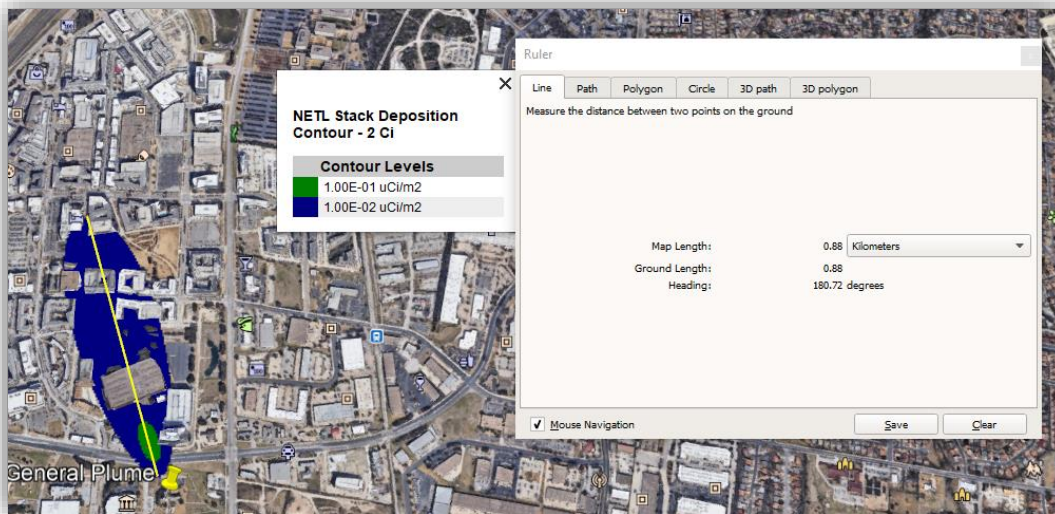 NETL Stack Deposition
Contour - 2 Ci
Contour Levels
1.00E-01 uCi/m2
1.00E-02 uCi/m2
General Plume
Ruler
Line Path Polygon Circle 3D path 3D polygon
Measure the distance between two points on the ground
Map Length: 0.88 Kilometers
Ground Length: 0.88
Heading: 180.72 degrees
Mouse Navigation Save Clear